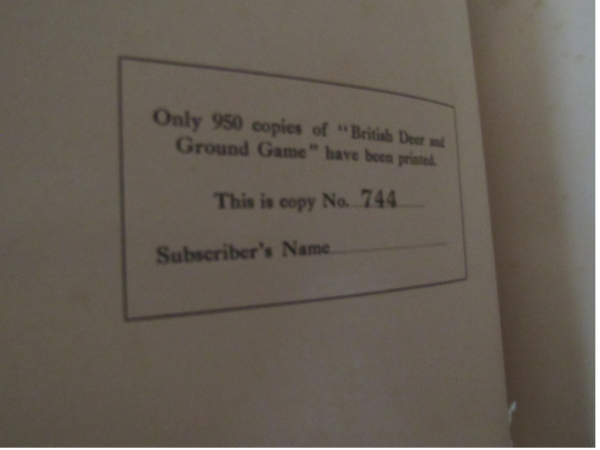 Only 950 copies of "British Deer and
Ground Game" have been printed.
This is copy No. 744
Subscriber's Name